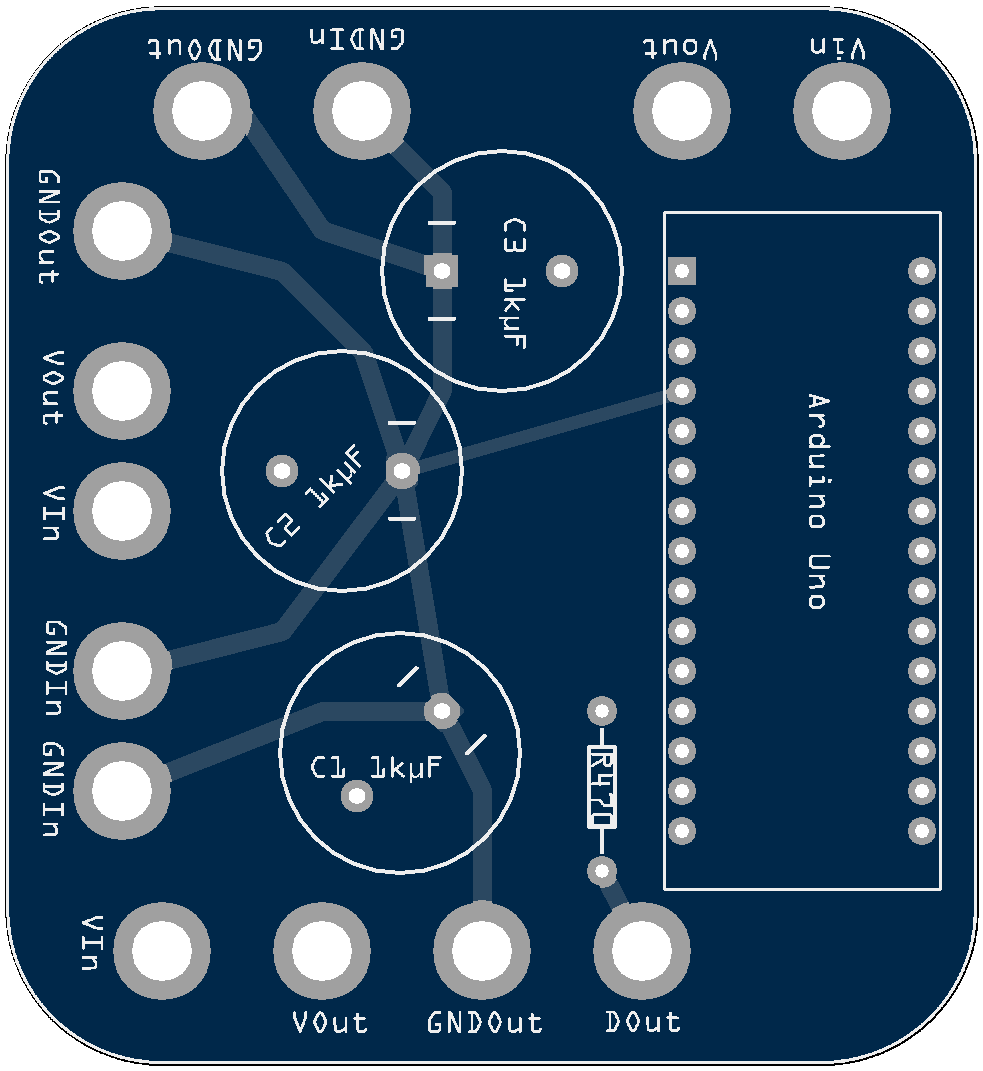 GNDOut
GNDIn
Vout
Vin
GNDOut
C3 1kµF
Vout
Arduino Uno
C2 1kµF
VIn
GNDIn
GNDIn
C1 1kµF
R470
VIn
VOut
GNDOut
DOut